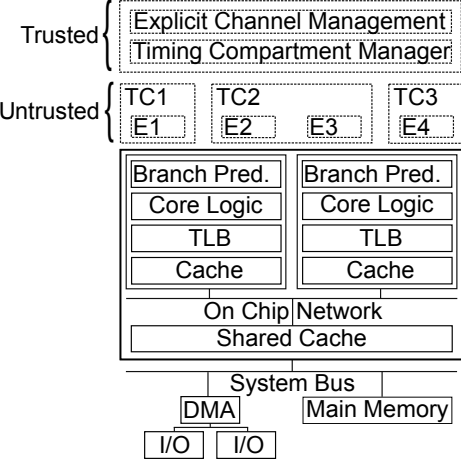 Trusted
Explicit Channel Management
Timing Compartment Manager
Untrusted
TC1 TC2 TC3
E1 E2 E3 E4
Branch Pred. Branch Pred.
Core Logic Core Logic
TLB TLB
Cache Cache
On Chip Network
Shared Cache
System Bus
DMA Main Memory
I/O I/O